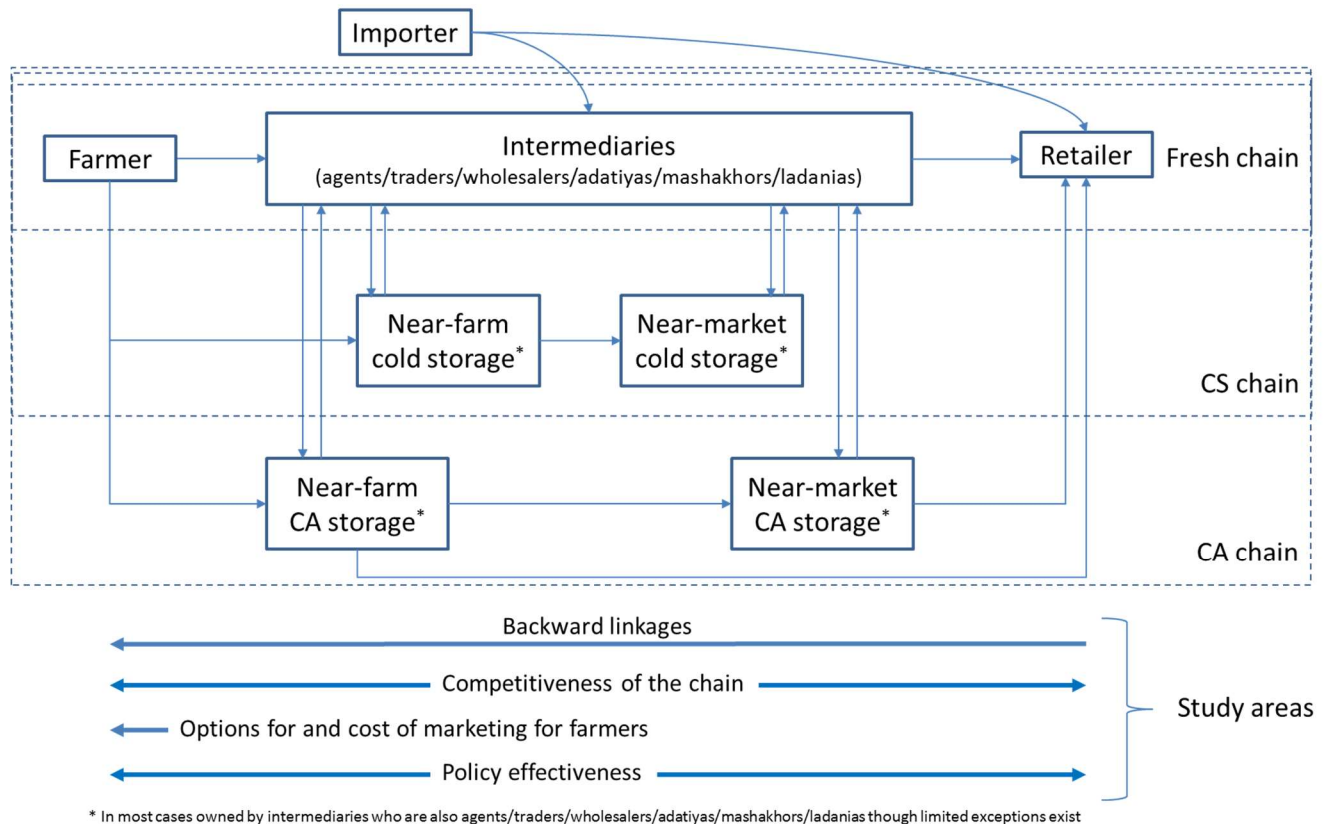 Importer
Farmer
Intermediaries
(agents/traders/wholesalers/adatiyas/mashakhors/ladanias)
Retailer
Fresh chain
Near-farm
cold storage*
Near-market
cold storage*
CS chain
Near-farm
CA storage*
Near-market
CA storage*
CA chain
Backward linkages
Competitiveness of the chain
Options for and cost of marketing for farmers
Policy effectiveness
Study areas
* In most cases owned by intermediaries who are also agents/traders/wholesalers/adatiyas/mashakhors/ladanias though limited exceptions exist